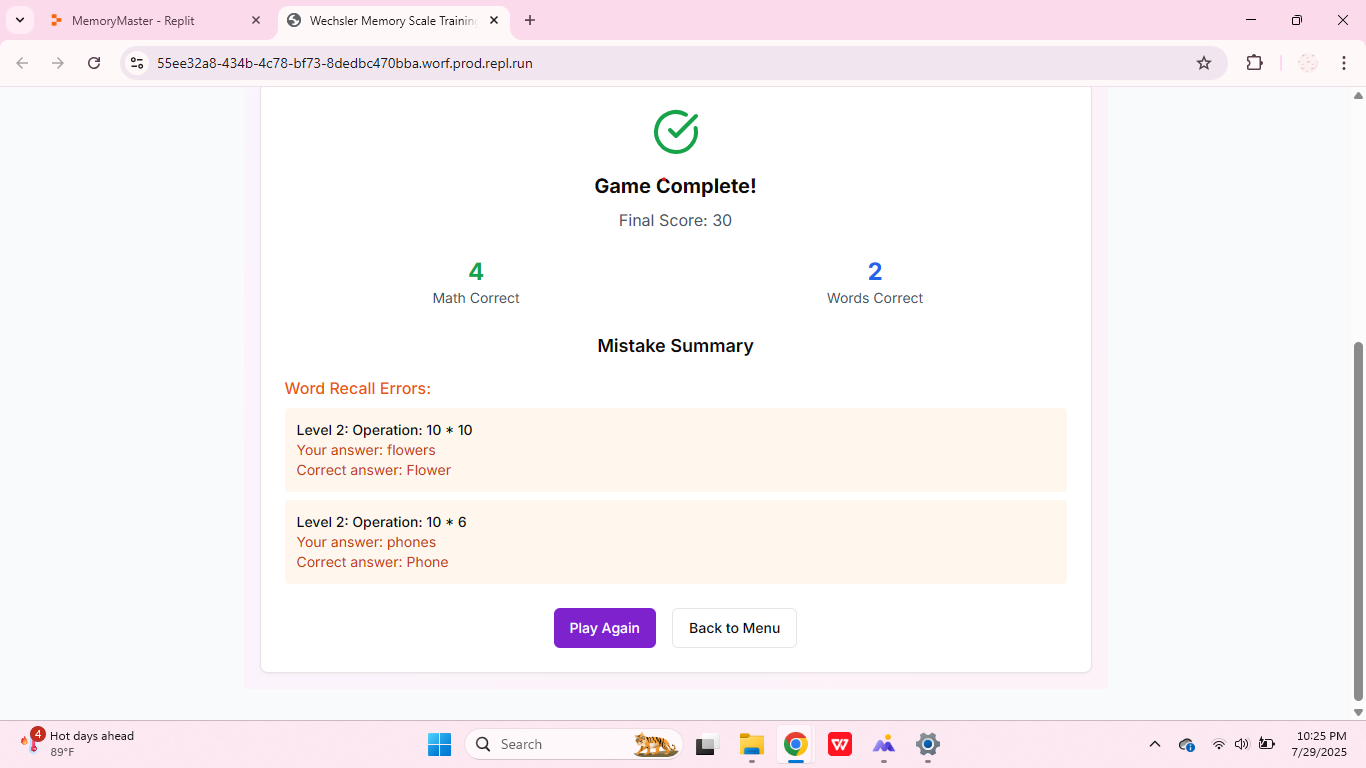 MemoryMaster - Replit
Wechsler Memory Scale Training
55ee32a8-434b-4c78-bf73-8dedbc470bba.worf.prod.repl.run
Game Complete!
Final Score: 30
4
Math Correct
2
Words Correct
Mistake Summary
Word Recall Errors:
Level 2: Operation: 10 * 10
Your answer: flowers
Correct answer: Flower
Level 2: Operation: 10 * 6
Your answer: phones
Correct answer: Phone
Play Again
Back to Menu
4
Hot days ahead
89°F
Search
10:25 PM
7/29/2025